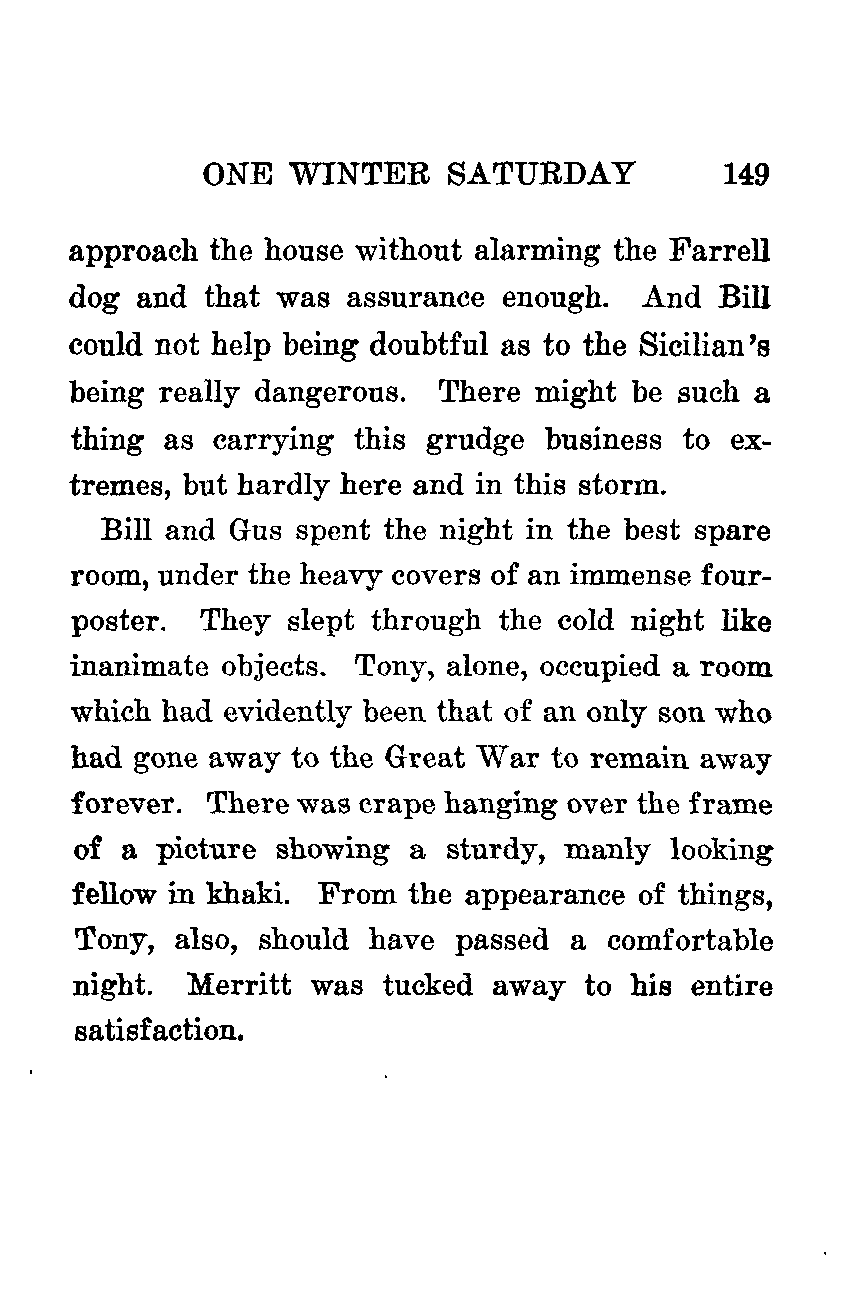 ONE WINTER SATURDAY 149
approach the house without alarming the Farrell
dog and that was assurance enough. And Bill
could not help being doubtful as to the Sicilian's
being really dangerous. There might be such a
thing as carrying this grudge business to ex-
tremes, but hardly here and in this storm.
Bill and Gus spent the night in the best spare
room, under the heavy covers of an immense four-
poster. They slept through the cold night like
inanimate objects. Tony, alone, occupied a room
which had evidently been that of an only son who
had gone away to the Great War to remain away
forever. There was crape hanging over the frame
of a picture showing a sturdy, manly looking
fellow in khaki. From the appearance of things,
Tony, also, should have passed a comfortable
night. Merritt was tucked away to his entire
satisfaction.